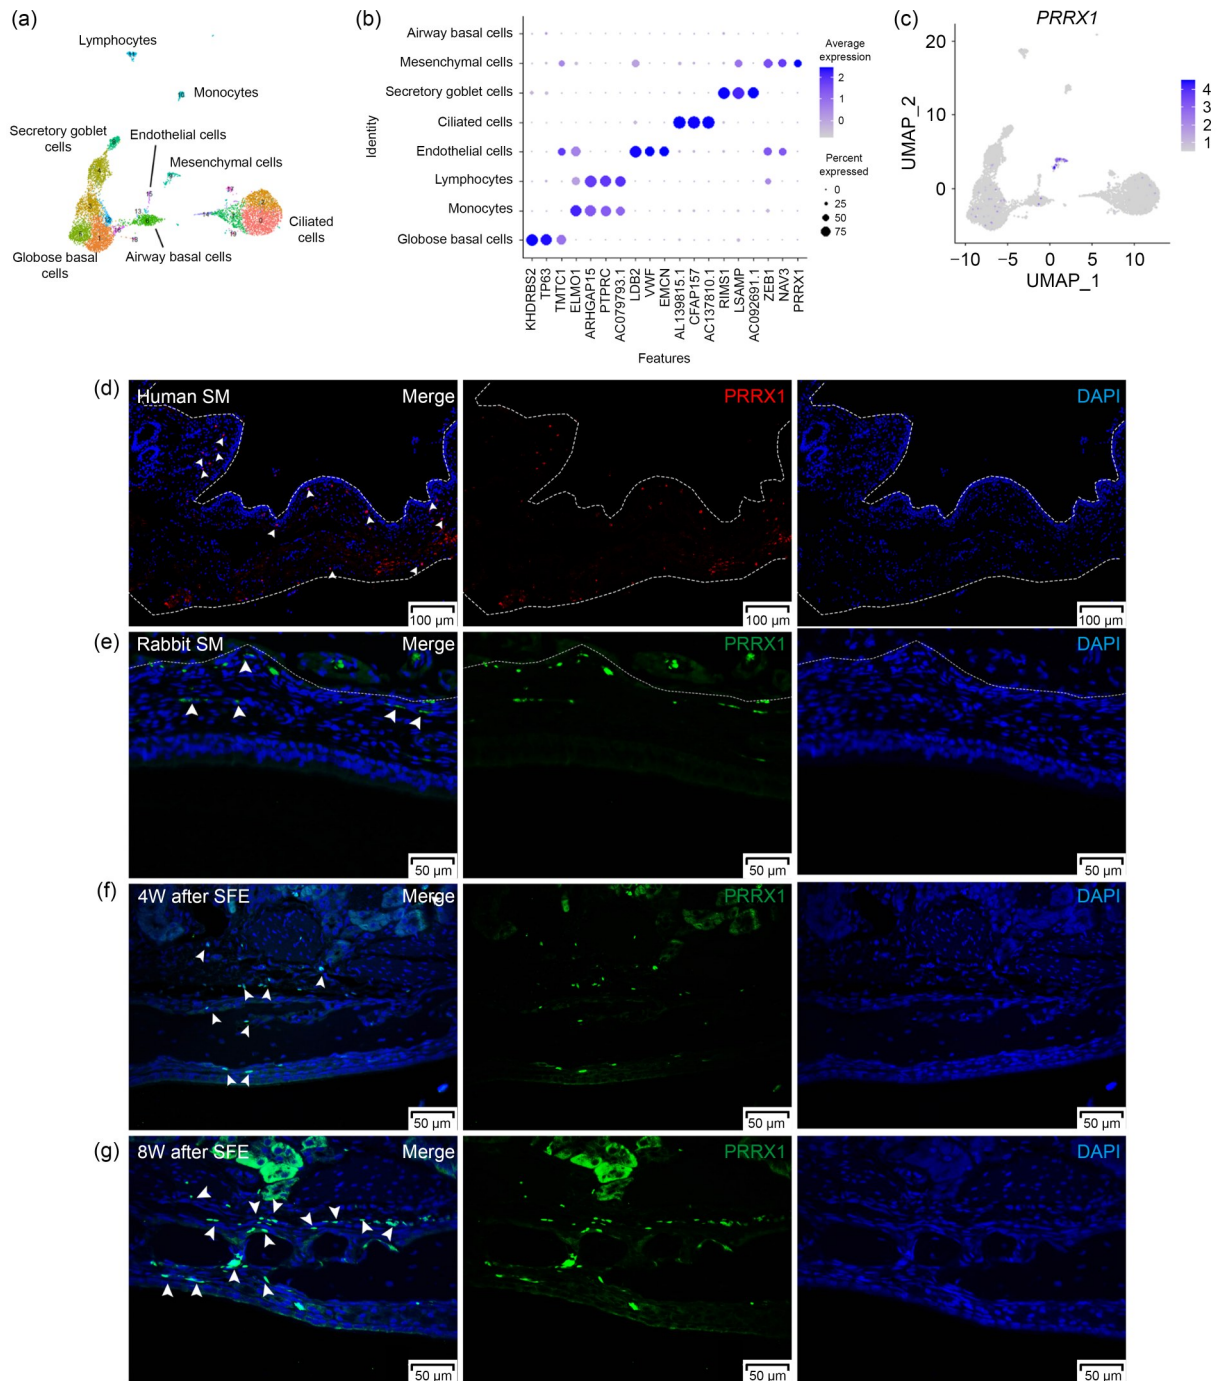 (a)
Lymphocytes
Monocytes
Secretory goblet
cells
Endothelial cells
Mesenchymal cells
Ciliated
cells
Globose basal
cells
Airway basal cells
(b)
Identity
Airway basal cells
Mesenchymal cells
Secretory goblet cells
Ciliated cells
Endothelial cells
Lymphocytes
Monocytes
Globose basal cells
KHDRBS2
TP63
TMTC1
ELMO1
ARHGAP15
PTPRC
AC079793.1
LDB2
VWF
EMCN
AL139815.1
CFAP157
AC137810.1
RIMS1
LSAMP
AC092691.1
ZEB1
NAV3
PRRX1
Features
Average
expression
2
1
0
Percent
expressed
0
25
50
75
(c)
PRRX1
UMAP_2
20
10
0
−10
−5
0
5
10
UMAP_1
4
3
2
1
(d)
Human SM
Merge
100 µm
PRRX1
100 µm
DAPI
100 µm
(e)
Rabbit SM
Merge
50 µm
PRRX1
50 µm
DAPI
50 µm
(f)
4W after SFE
Merge
50 µm
PRRX1
50 µm
DAPI
50 µm
(g)
8W after SFE
Merge
50 µm
PRRX1
50 µm
DAPI
50 µm